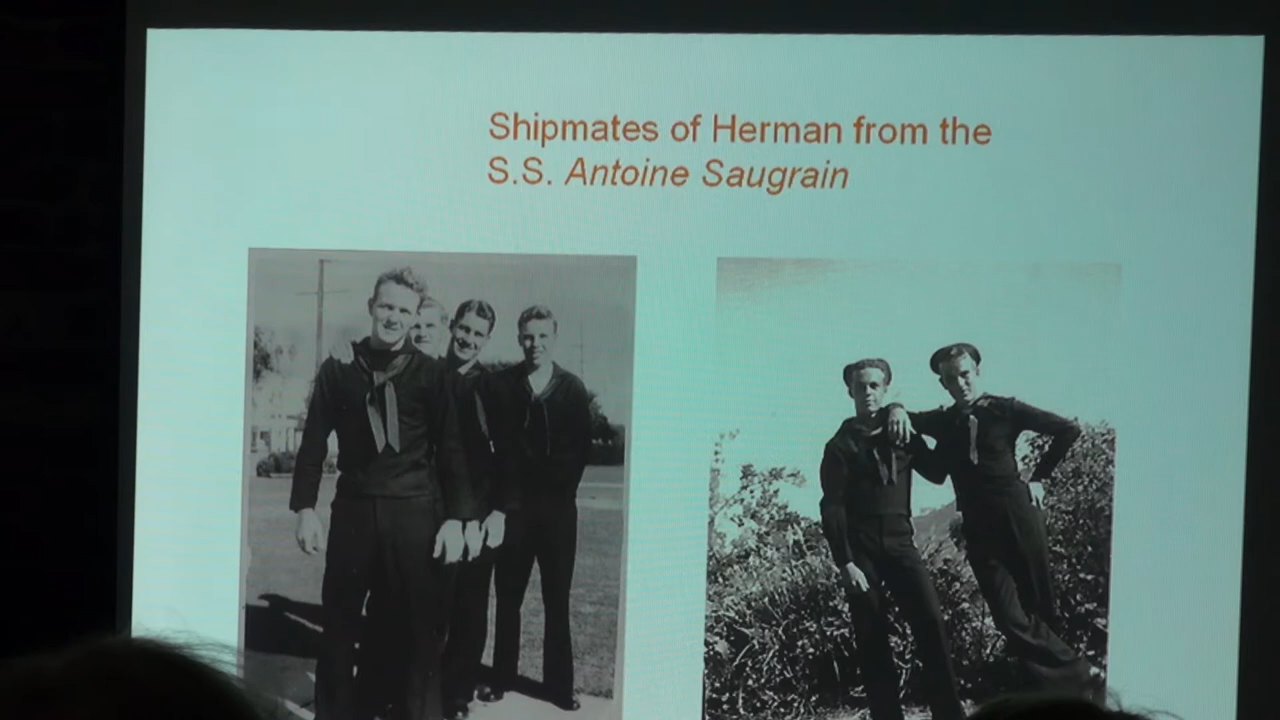 Shipmates of Herman from the
S.S. Antoine Saugrain